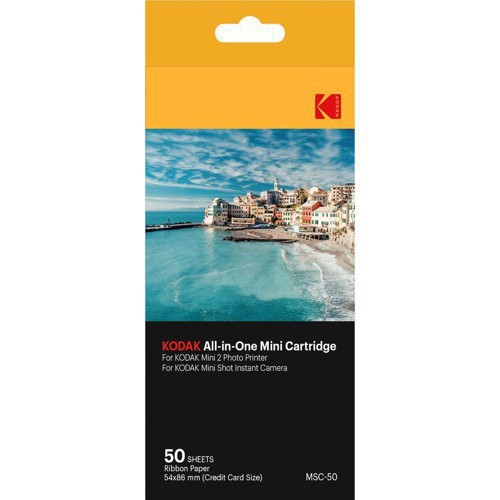 KODAK
KODAK All-in-One Mini Cartridge
For KODAK Mini 2 Photo Printer
For KODAK Mini Shot Instant Camera
50 SHEETS
Ribbon Paper
54x86 mm (Credit Card Size)
MSC-50